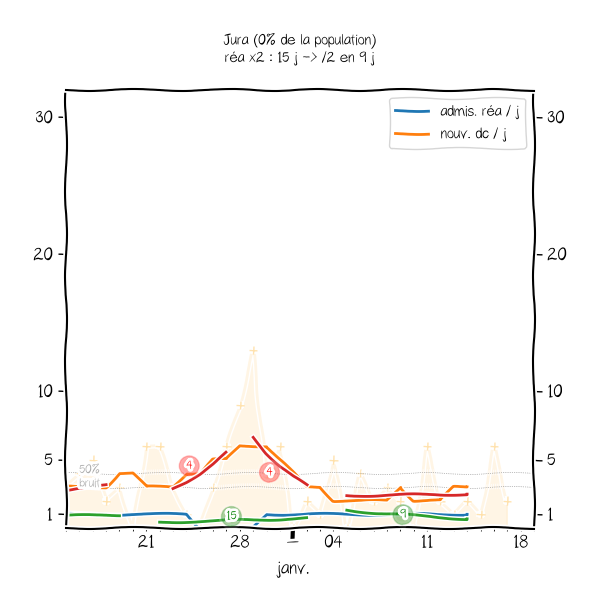 Jura (0% de la population)
réa x2 : 15 j -> /2 en 9 j
admis. réa / j
nouv. dc / j
30 30
20 20
10 10
5 5
50%
bruit
1 1
4
4
15
9
21 28 1 04 11 18
janv.